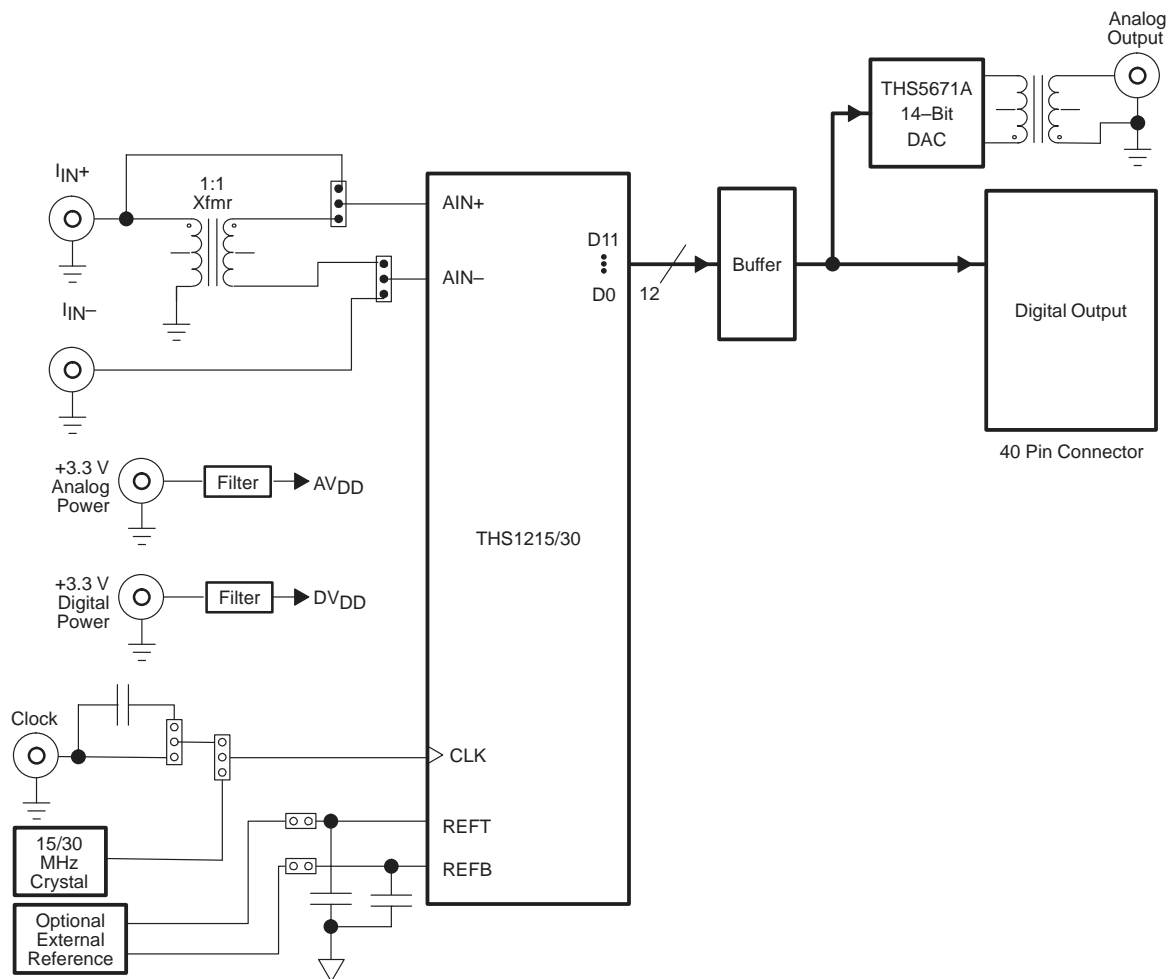 Analog
Output
THS5671A
14–Bit
DAC
IIN+
1:1
Xfmr
AIN+
D11
Buffer
AIN–
D0
12
IIN–
Digital Output
40 Pin Connector
+3.3 V
Analog
Power
Filter
AVDD
THS1215/30
+3.3 V
Digital
Power
Filter
DVDD
Clock
CLK
REFT
15/30
MHz
Crystal
REFB
Optional
External
Reference